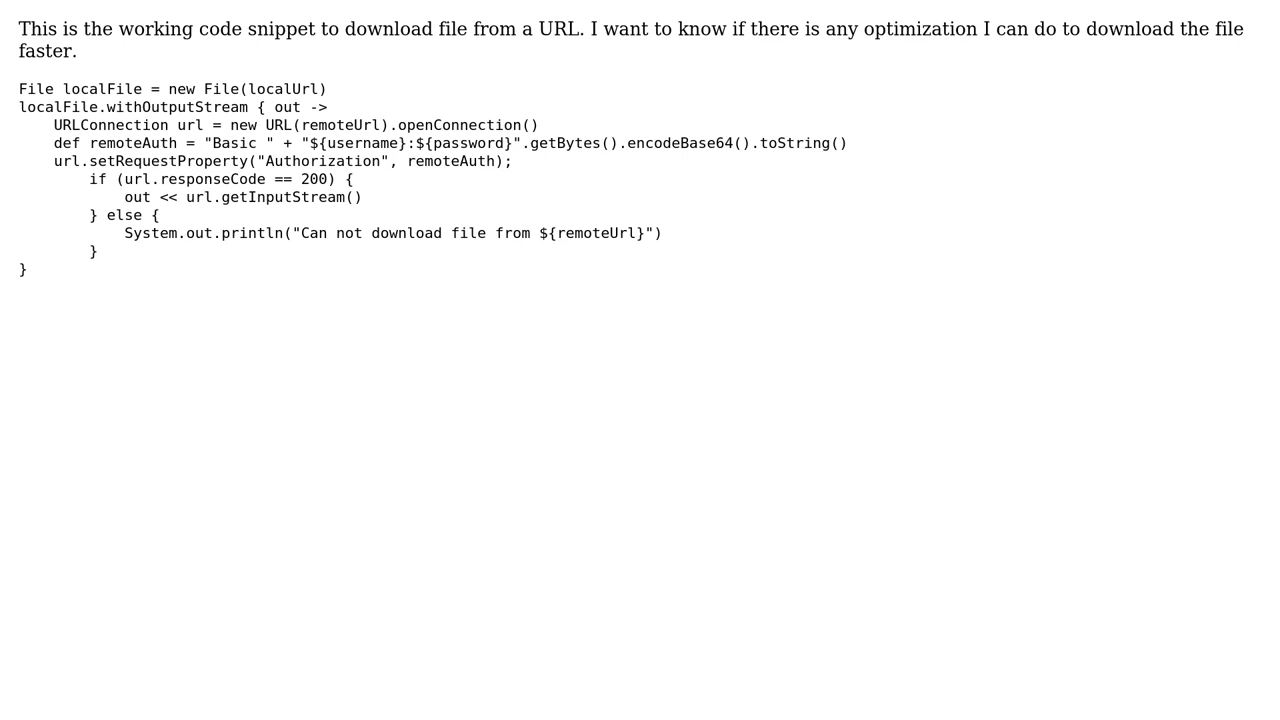 This is the working code snippet to download file from a URL. I want to know if there is any optimization I can do to download the file
faster.
File localFile = new File(localUrl)
localFile.withOutputStream { out ->
    URLConnection url = new URL(remoteUrl).openConnection()
    def remoteAuth = "Basic " + "${username}:${password}".getBytes().encodeBase64().toString()
    url.setRequestProperty("Authorization", remoteAuth);
        if (url.responseCode == 200) {
            out << url.getInputStream()
        } else {
            System.out.println("Can not download file from ${remoteUrl}")
        }
}